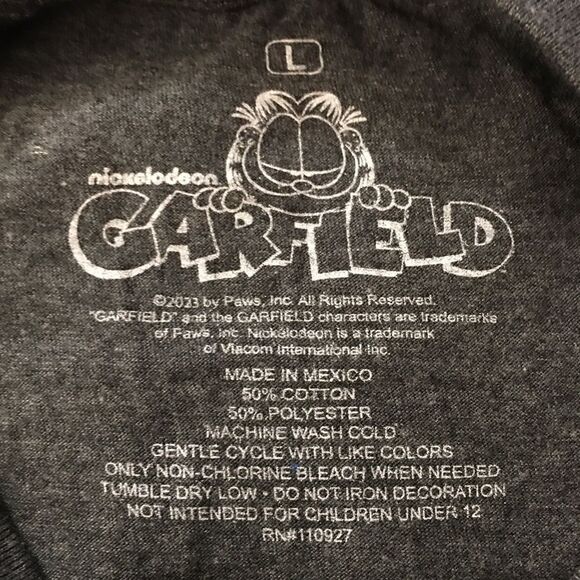 L
nickelodeon
GARFIELD
©2023 by Paws, Inc. All Rights Reserved.
"GARFIELD" and the GARFIELD characters are trademarks
of Paws, Inc. Nickelodeon is a trademark
of Viacom International Inc.
MADE IN MEXICO
50% COTTON
50% POLYESTER
MACHINE WASH COLD
GENTLE CYCLE WITH LIKE COLORS
ONLY NON-CHLORINE BLEACH WHEN NEEDED
TUMBLE DRY LOW • DO NOT IRON DECORATION
NOT INTENDED FOR CHILDREN UNDER 12
RN#110927